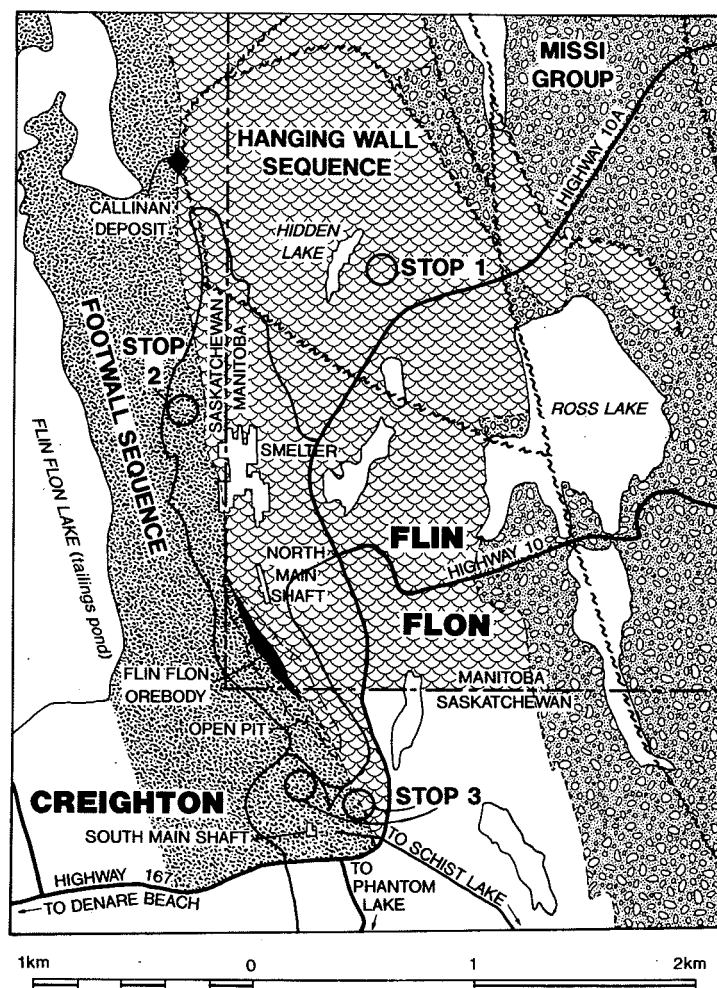 MISSI
GROUP
HIGHWAY 10A
HANGING WALL
SEQUENCE
CALLINAN
DEPOSIT
HIDDEN
LAKE
STOP 1
FOOTWALL SEQUENCE
STOP
2
SASKATCHEWAN
MANITOBA
ROSS LAKE
FLIN FLON LAKE (tailings pond)
SMELTER
FLIN
HIGHWAY 10
NORTH
MAIN
SHAFT
FLON
FLIN FLON
OREBODY
MANITOBA
SASKATCHEWAN
OPEN PIT
CREIGHTON
STOP 3
SOUTH MAIN SHAFT
TO SCHIST LAKE
HIGHWAY 167
TO DENARE BEACH
TO
PHANTOM
LAKE
1km 0 1 2km